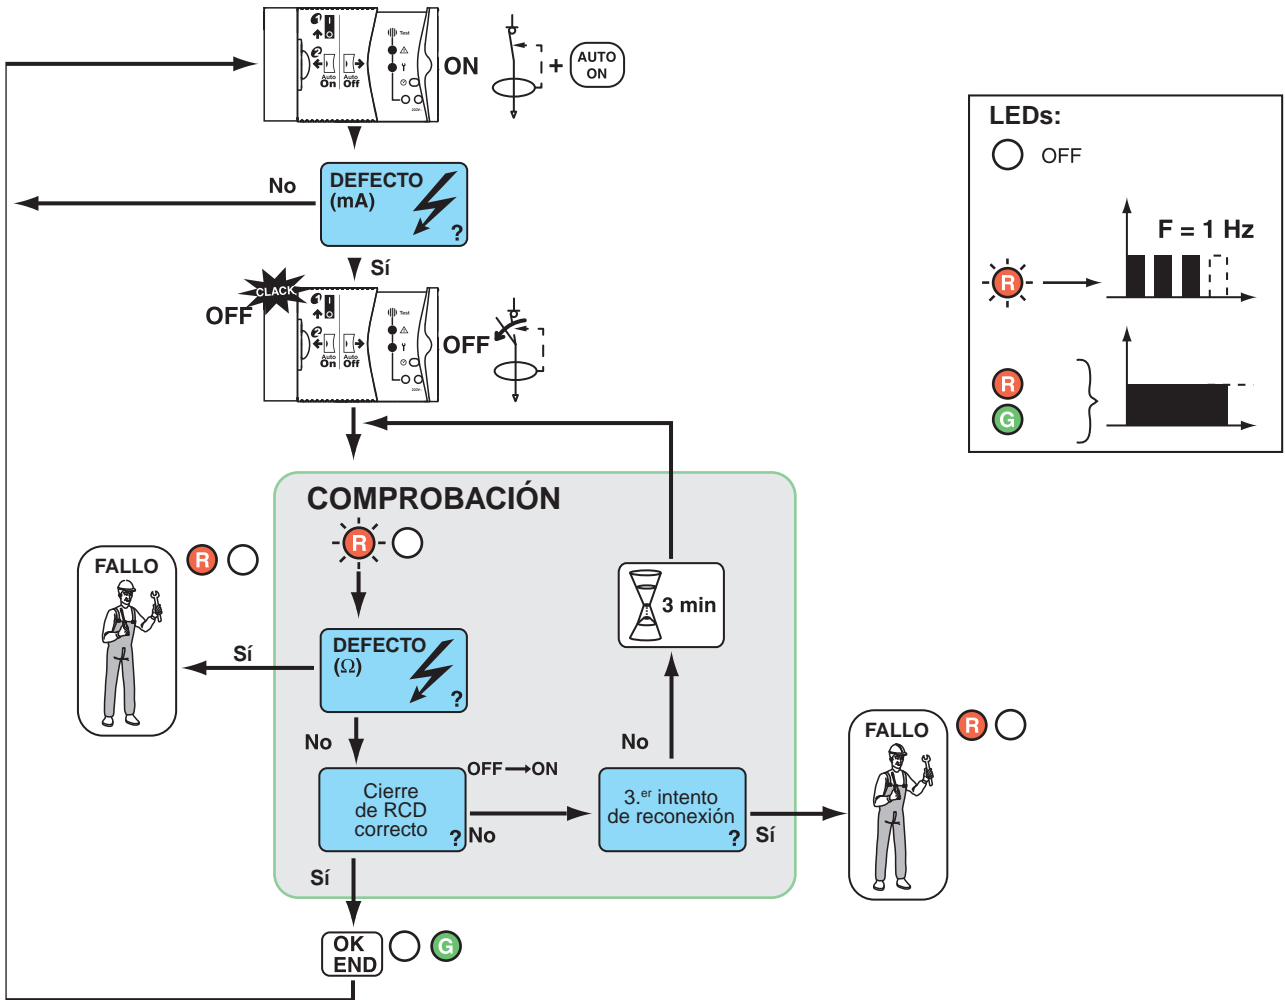 Test
Auto
On
Auto
Off
ON
+
AUTO
ON
LEDs:
OFF
No
DEFECTO
(mA)
?
F = 1 Hz
Sí
CLACK
OFF
Test
Auto
On
Auto
Off
OFF
R
R
G
COMPROBACIÓN
R
FALLO
R
3 min
Sí
DEFECTO
(Ω)
?
No
No
FALLO
R
OFF→ON
Cierre
de RCD
correcto
?
No
3.er intento
de reconexión
?
Sí
Sí
OK
END
G